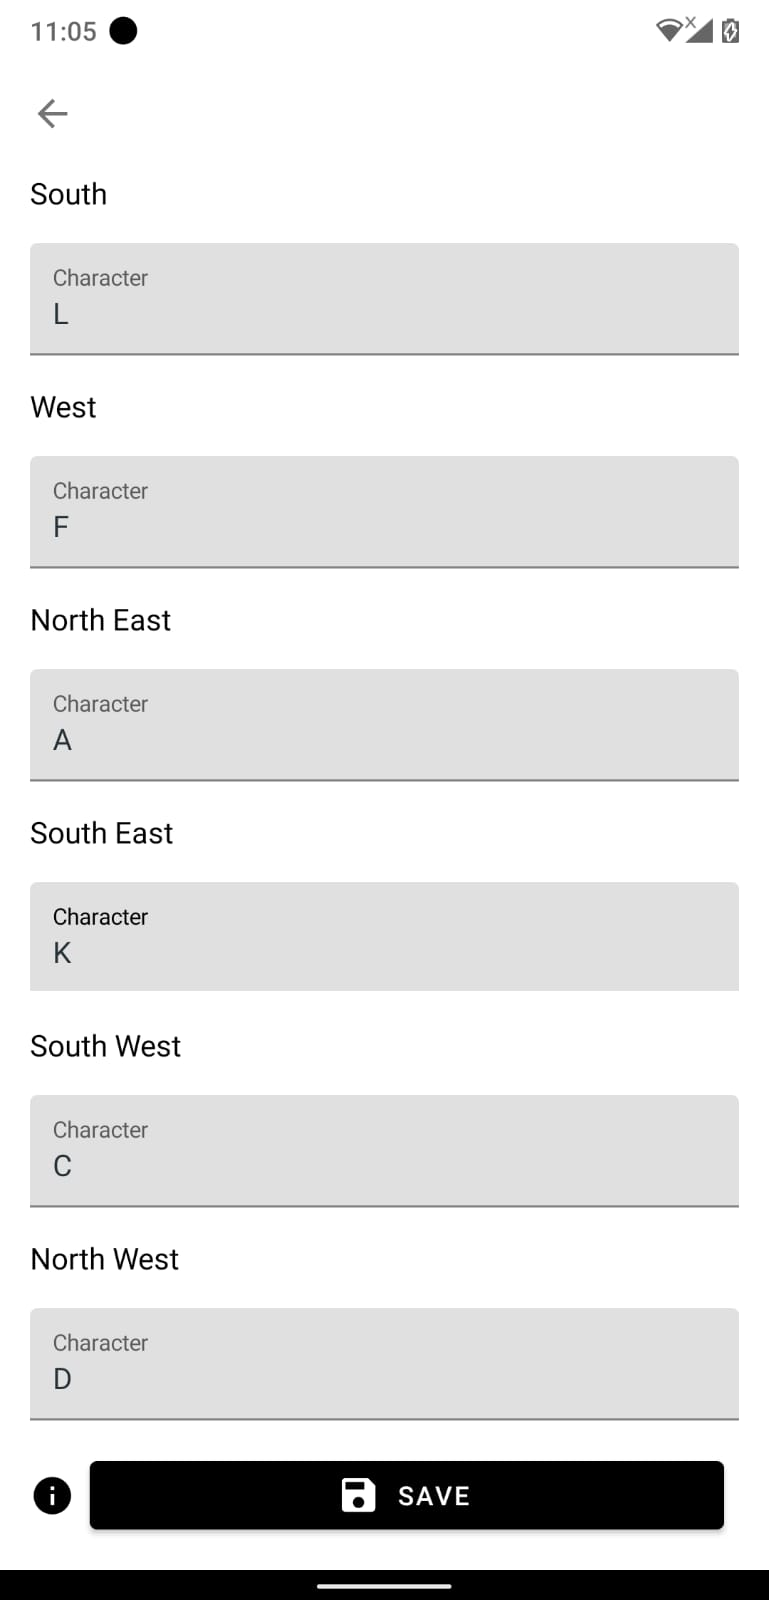 11:05
South
Character
L
West
Character
F
North East
Character
A
South East
Character
K
South West
Character
C
North West
Character
D
SAVE